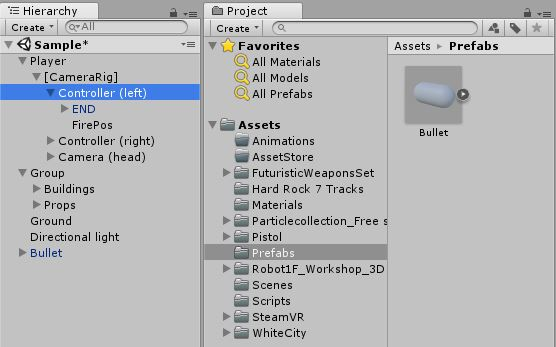 Hierarchy
Create
All
Sample*
Player
[CameraRig]
Controller (left)
END
FirePos
Controller (right)
Camera (head)
Group
Buildings
Props
Ground
Directional light
Bullet
Project
Create
Favorites
All Materials
All Models
All Prefabs
Assets
Animations
AssetStore
FuturisticWeaponsSet
Hard Rock 7 Tracks
Materials
Particlecollection_Free s
Pistol
Prefabs
Robot1F_Workshop_3D
Scenes
Scripts
SteamVR
WhiteCity
Assets ▸ Prefabs
Bullet